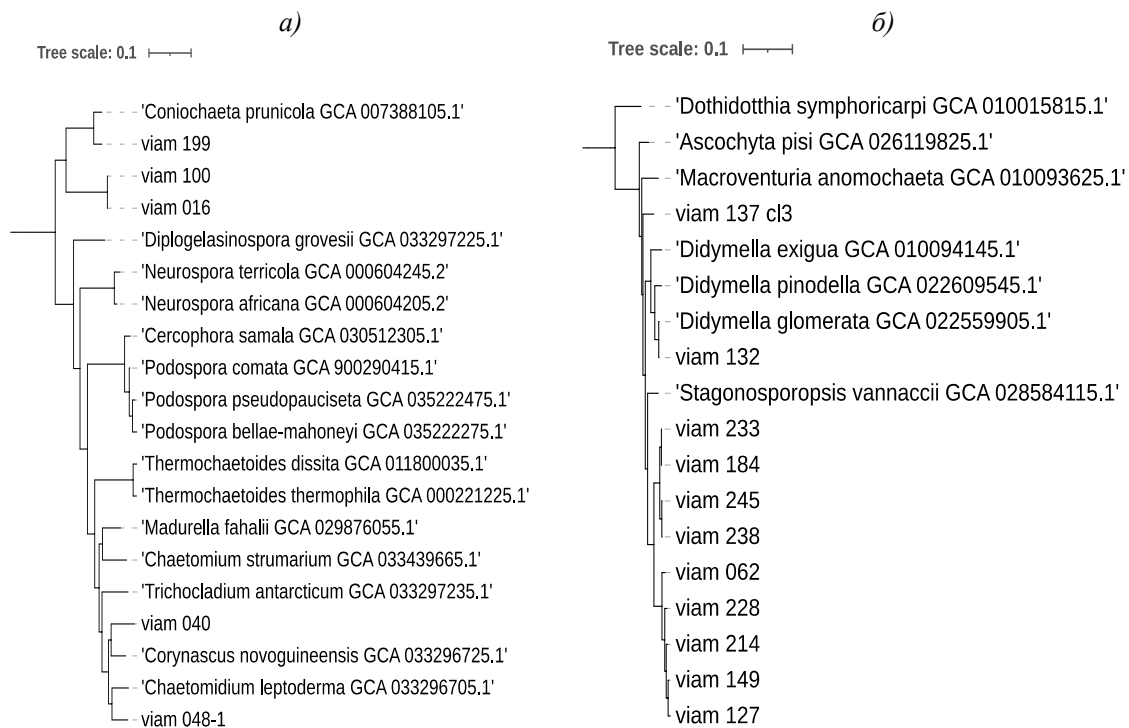 а)
Tree scale: 0.1
'Coniochaeta prunicola GCA 007388105.1'
viam 199
viam 100
viam 016
'Diplogelasinospora grovesii GCA 033297225.1'
'Neurospora terricola GCA 000604245.2'
'Neurospora africana GCA 000604205.2'
'Cercophora samala GCA 030512305.1'
'Podospora comata GCA 900290415.1'
'Podospora pseudopauciseta GCA 035222475.1'
'Podospora bellae-mahoneyi GCA 035222275.1'
'Thermochaetoides dissita GCA 011800035.1'
'Thermochaetoides thermophila GCA 000221225.1'
'Madurella fahalii GCA 029876055.1'
'Chaetomium strumarium GCA 033439665.1'
'Trichocladium antarcticum GCA 033297235.1'
viam 040
'Corynascus novoguineensis GCA 033296725.1'
'Chaetomidium leptoderma GCA 033296705.1'
viam 048-1
б)
Tree scale: 0.1
'Dothidotthia symphoricarpi GCA 010015815.1'
'Ascochyta pisi GCA 026119825.1'
'Macroventuria anomochaeta GCA 010093625.1'
viam 137 cl3
'Didymella exigua GCA 010094145.1'
'Didymella pinodella GCA 022609545.1'
'Didymella glomerata GCA 022559905.1'
viam 132
'Stagonosporopsis vannaccii GCA 028584115.1'
viam 233
viam 184
viam 245
viam 238
viam 062
viam 228
viam 214
viam 149
viam 127